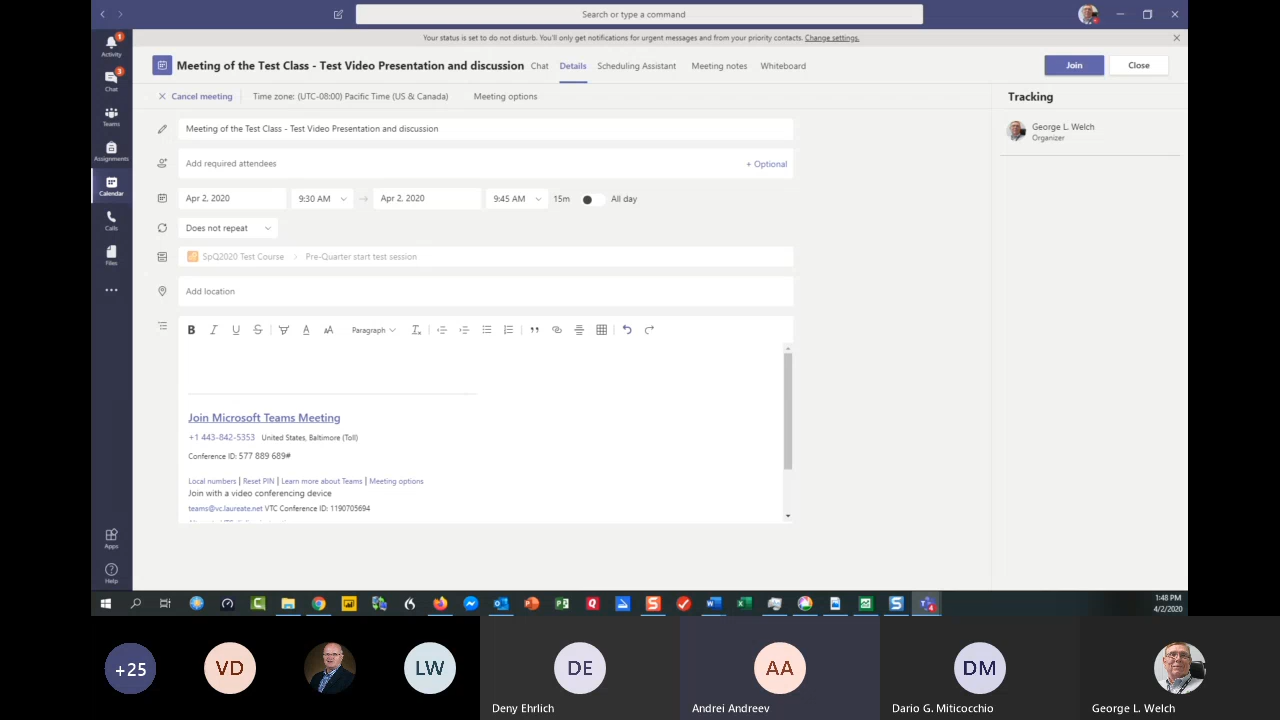 Search or type a command
Your status is set to do not disturb. You'll only get notifications for urgent messages and from your priority contacts. Change settings.
1
Activity
3
Chat
Teams
Assignments
Calendar
Calls
Files
Apps
Help
Meeting of the Test Class - Test Video Presentation and discussion Chat Details Scheduling Assistant Meeting notes Whiteboard Join Close
Cancel meeting Time zone: (UTC-08:00) Pacific Time (US & Canada) Meeting options
Meeting of the Test Class - Test Video Presentation and discussion
Add required attendees + Optional
Apr 2, 2020 9:30 AM Apr 2, 2020 9:45 AM 15m All day
Does not repeat
SpQ2020 Test Course > Pre-Quarter start test session
Add location
B I U S A AA Paragraph
Join Microsoft Teams Meeting
+1 443-842-5353 United States, Baltimore (Toll)
Conference ID: 577 889 689#
Local numbers | Reset PIN | Learn more about Teams | Meeting options
Join with a video conferencing device
teams@vc.laureate.net VTC Conference ID: 1190705694
Tracking
George L. Welch
Organizer
1:48 PM
4/2/2020
+25 VD LW DE AA DM
Deny Ehrlich Andrei Andreev Dario G. Miticocchio George L. Welch